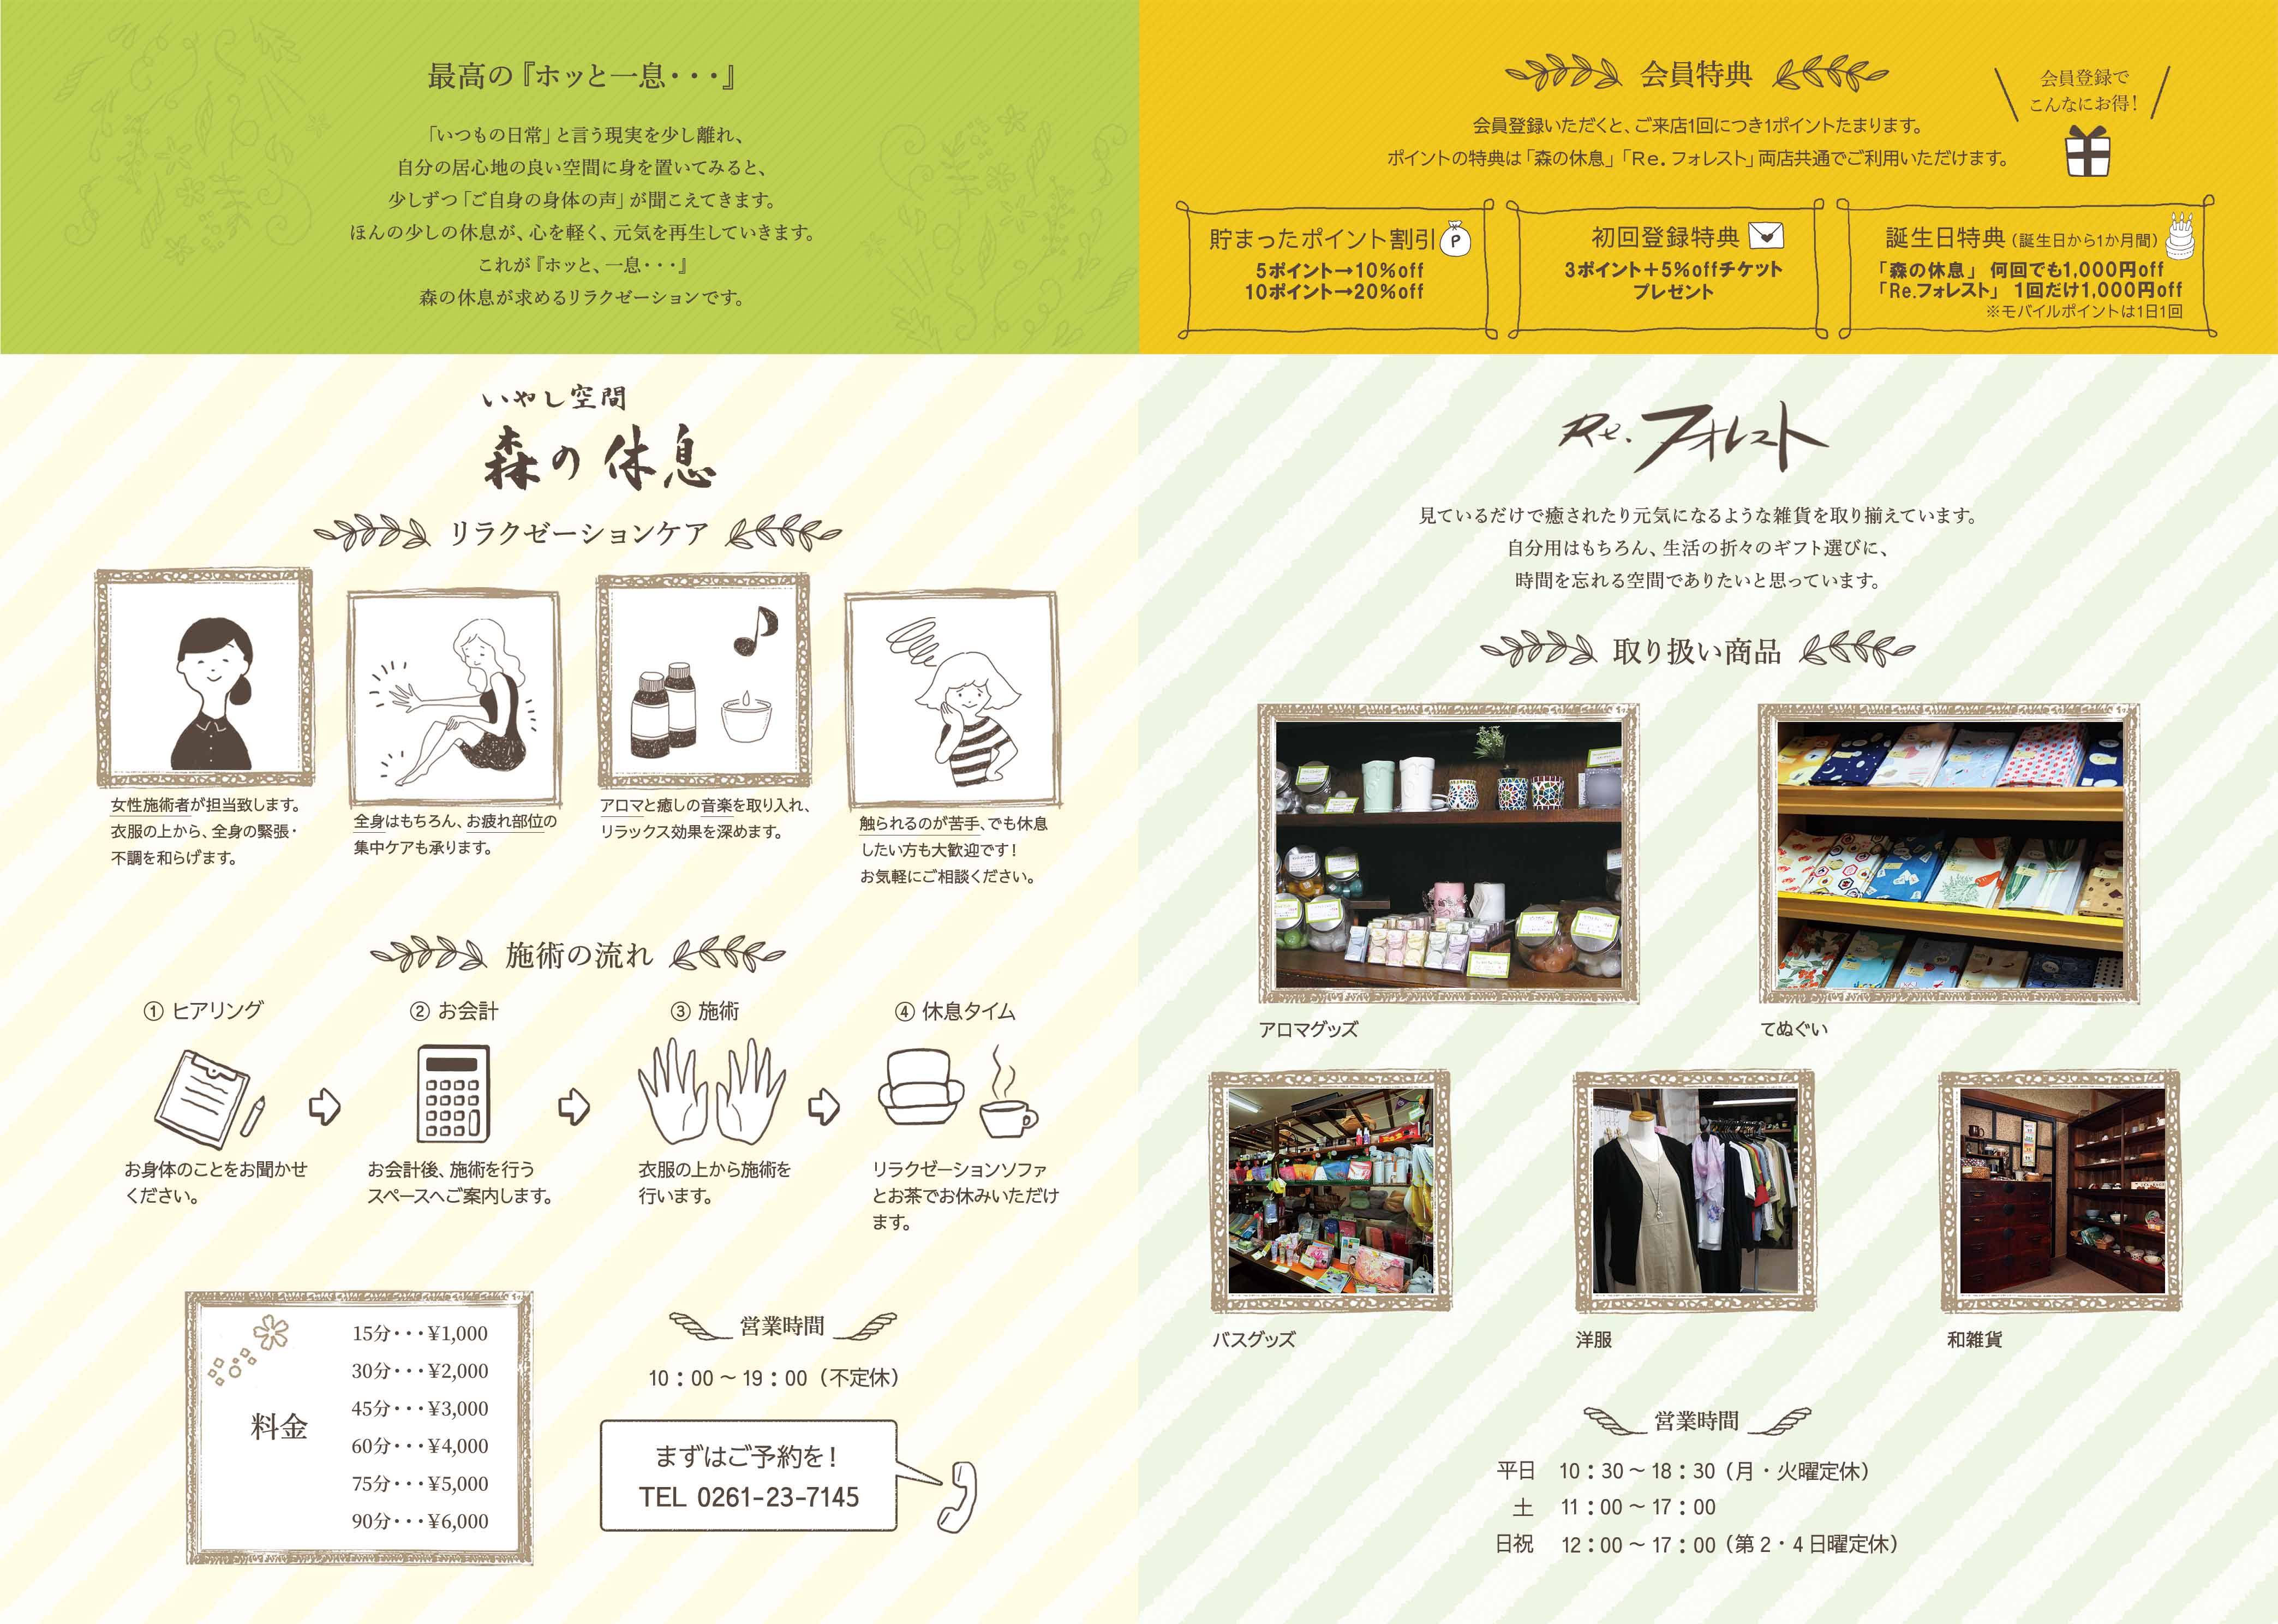 最高の『ホッと一息・・・』
「いつもの日常」と言う現実を少し離れ、
自分の居心地の良い空間に身を置いてみると、
少しずつ「ご自身の身体の声」が聞こえてきます。
ほんの少しの休息が、心を軽く、元気を再生していきます。
これが『ホッと、一息・・・』
森の休息が求めるリラクゼーションです。
会員特典
会員登録で
こんなにお得！
会員登録いただくと、ご来店1回につき1ポイントたまります。
ポイントの特典は「森の休息」「Re.フォレスト」両店共通でご利用いただけます。
貯まったポイント割引
P
5ポイント→10%off
10ポイント→20%off
初回登録特典
3ポイント＋5%offチケット
プレゼント
誕生日特典（誕生日から1か月間）
「森の休息」 何回でも1,000円off
「Re.フォレスト」 1回だけ1,000円off
※モバイルポイントは1日1回
いやし空間
森の休息
リラクゼーションケア
女性施術者が担当致します。
衣服の上から、全身の緊張・
不調を和らげます。
全身はもちろん、お疲れ部位の
集中ケアも承ります。
アロマと癒しの音楽を取り入れ、
リラックス効果を深めます。
触られるのが苦手、でも休息
したい方も大歓迎です！
お気軽にご相談ください。
施術の流れ
① ヒアリング
② お会計
③ 施術
④ 休息タイム
お身体のことをお聞かせ
ください。
お会計後、施術を行う
スペースへご案内します。
衣服の上から施術を
行います。
リラクゼーションソファ
とお茶でお休みいただけ
ます。
料金
15分・・・¥1,000
30分・・・¥2,000
45分・・・¥3,000
60分・・・¥4,000
75分・・・¥5,000
90分・・・¥6,000
営業時間
10：00～19：00（不定休）
まずはご予約を！
TEL 0261-23-7145
Re.フォレスト
見ているだけで癒されたり元気になるような雑貨を取り揃えています。
自分用はもちろん、生活の折々のギフト選びに、
時間を忘れる空間でありたいと思っています。
取り扱い商品
アロマグッズ
てぬぐい
バスグッズ
洋服
和雑貨
営業時間
平日 10：30～18：30（月・火曜定休）
土 11：00～17：00
日祝 12：00～17：00（第2・4日曜定休）